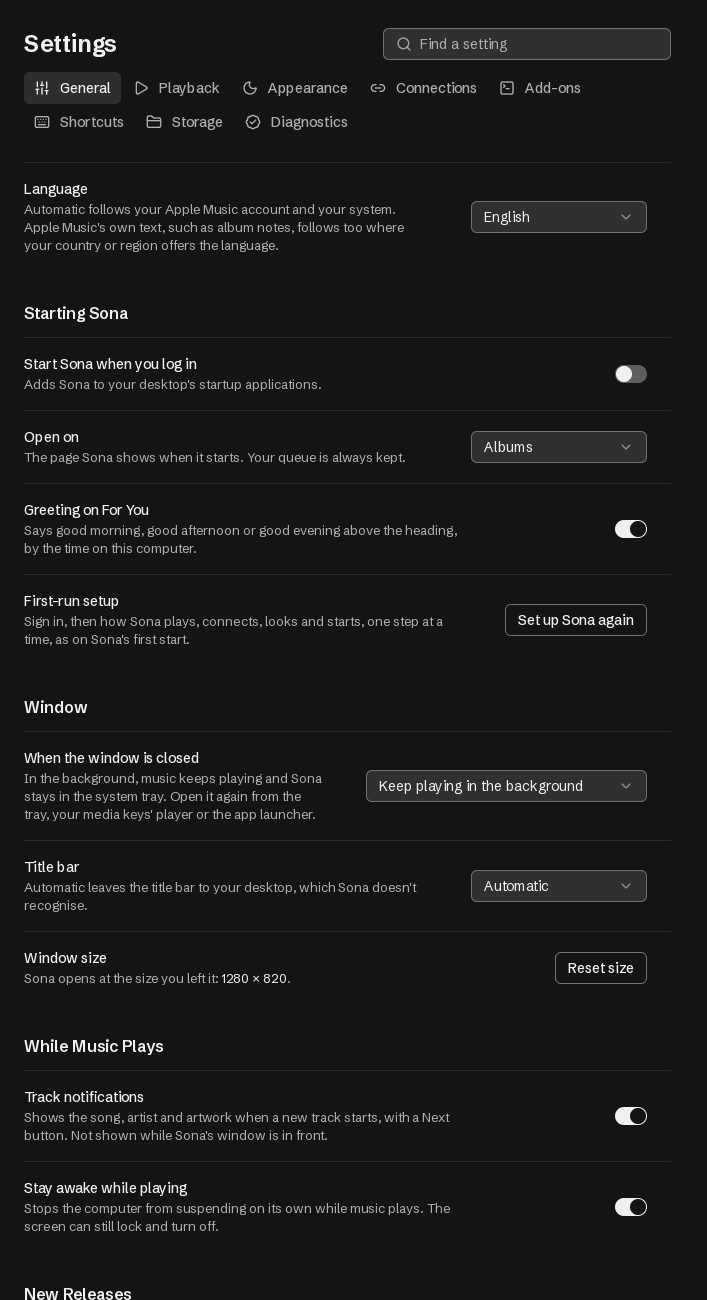 Settings
Find a setting
General
Playback
Appearance
Connections
Add-ons
Shortcuts
Storage
Diagnostics
Language
Automatic follows your Apple Music account and your system.
Apple Music's own text, such as album notes, follows too where
your country or region offers the language.
English
Starting Sona
Start Sona when you log in
Adds Sona to your desktop's startup applications.
Open on
The page Sona shows when it starts. Your queue is always kept.
Albums
Greeting on For You
Says good morning, good afternoon or good evening above the heading,
by the time on this computer.
First-run setup
Sign in, then how Sona plays, connects, looks and starts, one step at a
time, as on Sona's first start.
Set up Sona again
Window
When the window is closed
In the background, music keeps playing and Sona
stays in the system tray. Open it again from the
tray, your media keys' player or the app launcher.
Keep playing in the background
Title bar
Automatic leaves the title bar to your desktop, which Sona doesn't
recognise.
Automatic
Window size
Sona opens at the size you left it: 1280 × 820.
Reset size
While Music Plays
Track notifications
Shows the song, artist and artwork when a new track starts, with a Next
button. Not shown while Sona's window is in front.
Stay awake while playing
Stops the computer from suspending on its own while music plays. The
screen can still lock and turn off.
New Releases